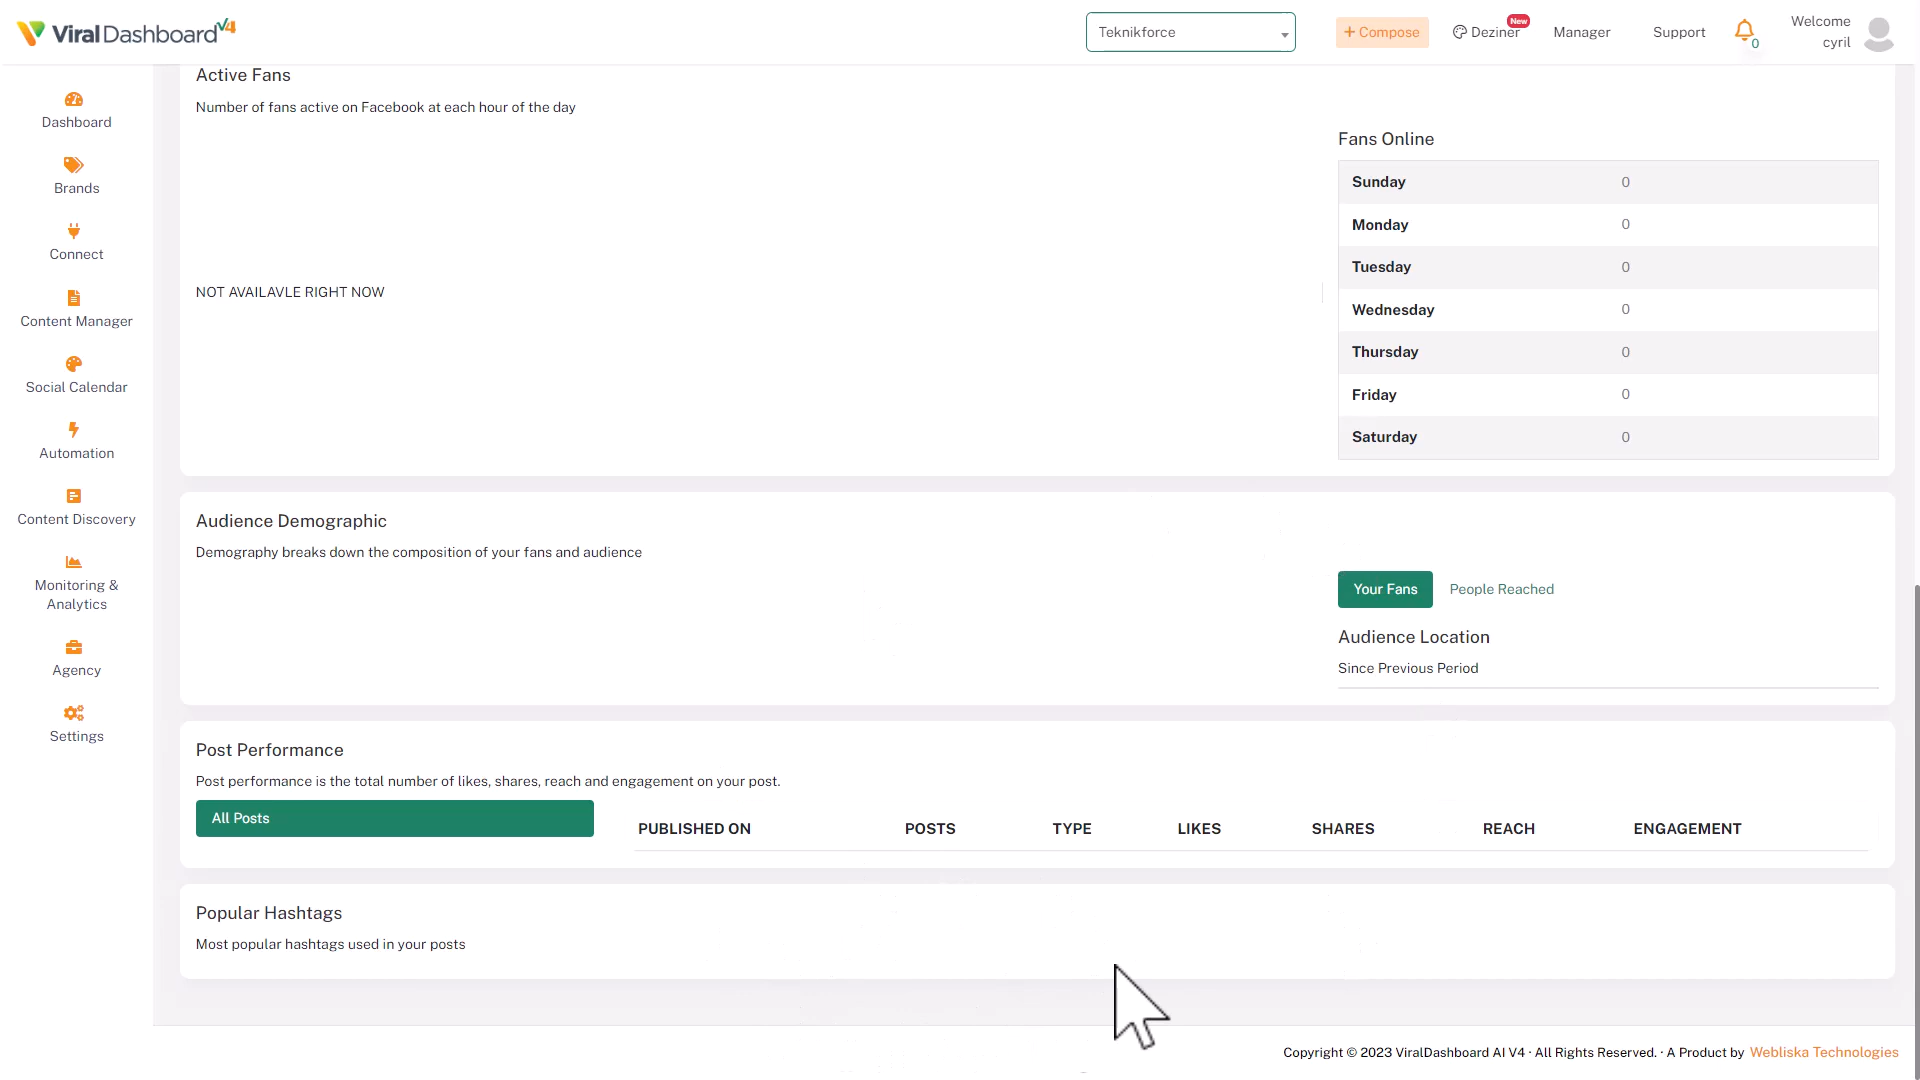 ViralDashboard V4
Teknikforce
+ Compose
Deziner
New
Manager
Support
0
Welcome
cyril
Dashboard
Brands
Connect
Content Manager
Social Calendar
Automation
Content Discovery
Monitoring &
Analytics
Agency
Settings
Active Fans
Number of fans active on Facebook at each hour of the day
NOT AVAILAVLE RIGHT NOW
Fans Online
Sunday 0
Monday 0
Tuesday 0
Wednesday 0
Thursday 0
Friday 0
Saturday 0
Audience Demographic
Demography breaks down the composition of your fans and audience
Your Fans People Reached
Audience Location
Since Previous Period
Post Performance
Post performance is the total number of likes, shares, reach and engagement on your post.
All Posts
PUBLISHED ON POSTS TYPE LIKES SHARES REACH ENGAGEMENT
Popular Hashtags
Most popular hashtags used in your posts
Copyright © 2023 ViralDashboard AI V4 · All Rights Reserved. · A Product by Webliska Technologies